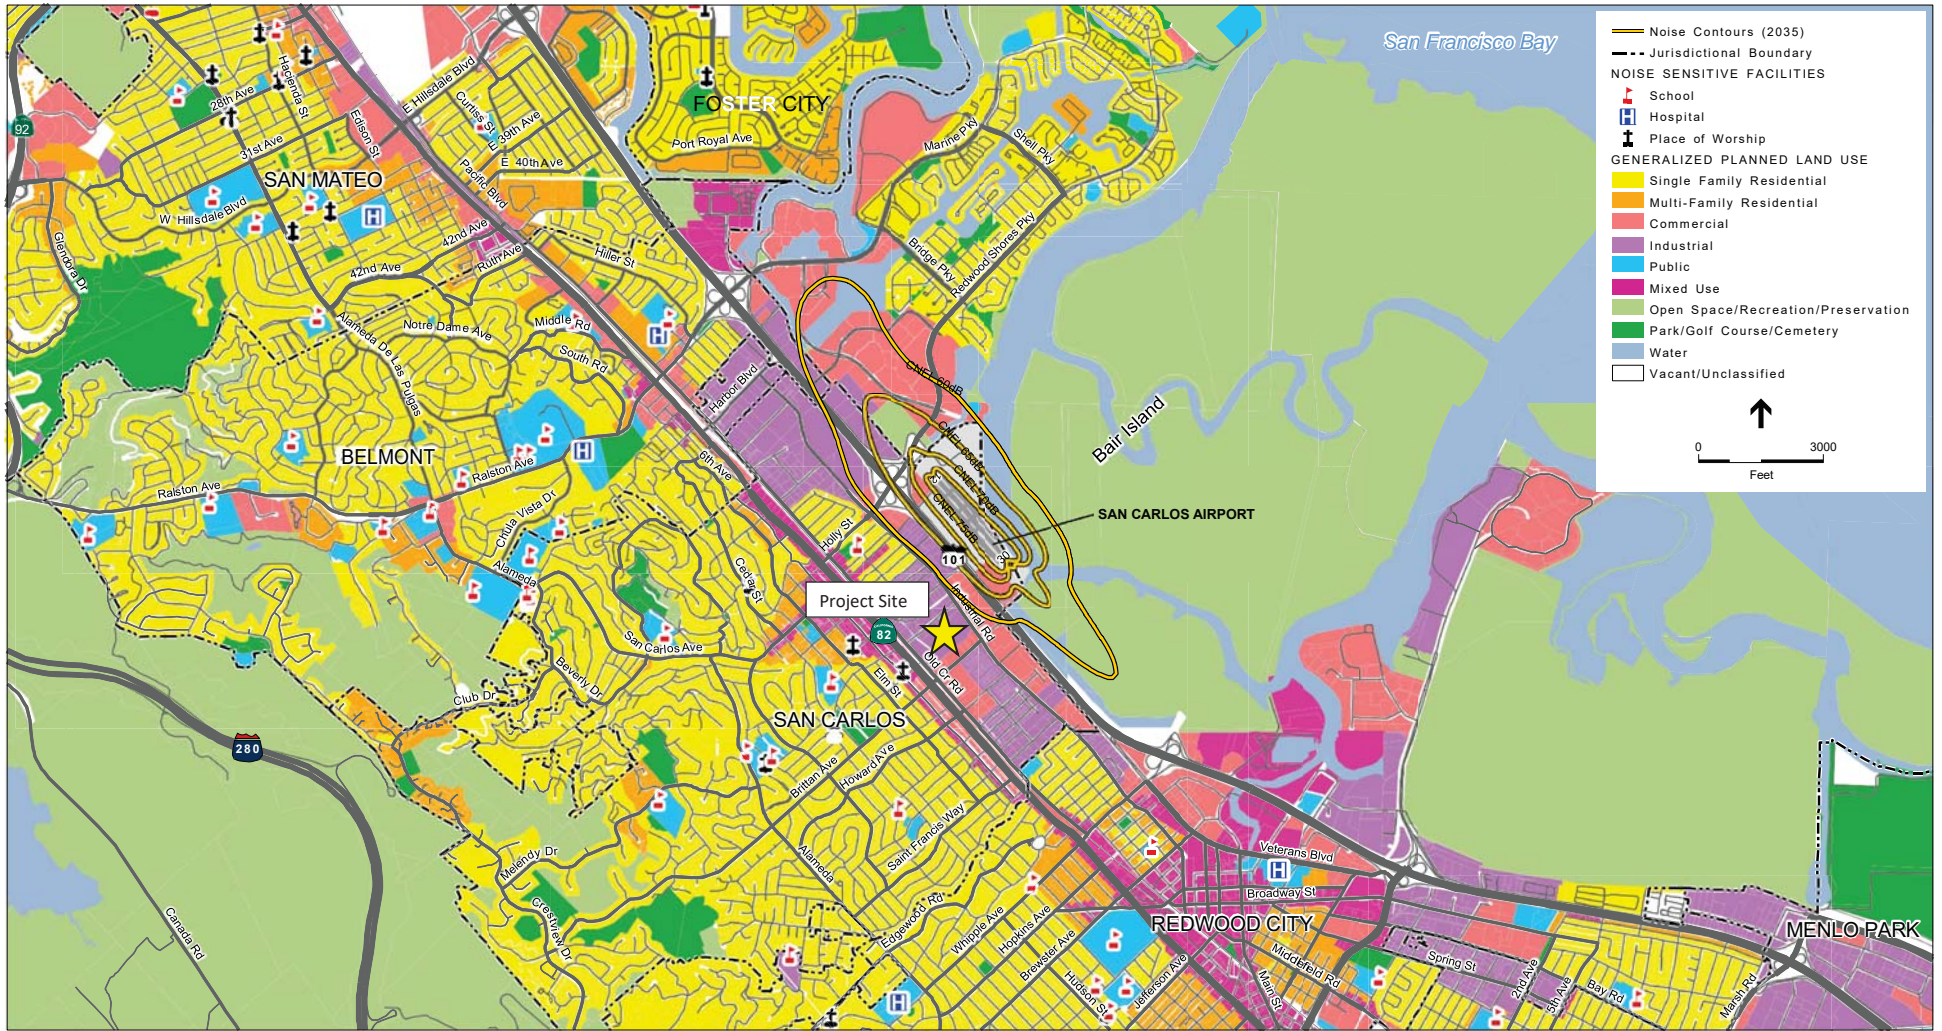 San Francisco Bay
Noise Contours (2035)
Jurisdictional Boundary
NOISE SENSITIVE FACILITIES
School
Hospital
Place of Worship
GENERALIZED PLANNED LAND USE
Single Family Residential
Multi-Family Residential
Commercial
Industrial
Public
Mixed Use
Open Space/Recreation/Preservation
Park/Golf Course/Cemetery
Water
Vacant/Unclassified
0 3000
Feet
FOSTER CITY
Port Royal Ave
Marine Pky
Shell Pky
Bridge Pky
Redwood Shores Pky
E Hillsdale Blvd
Curtiss St
E 39th Ave
E 40th Ave
Pacific Blvd
Hacienda St
Edison St
28th Ave
31st Ave
92
SAN MATEO
W Hillsdale Blvd
H
Glendora Dr
42nd Ave
42nd Ave
Ruth Ave
Hiller St
Notre Dame Ave
Middle Rd
South Rd
H
Alameda De Las Pulgas
Harbor Blvd
BELMONT
Ralston Ave
Ralston Ave
H
6th Ave
Chula Vista Dr
Alameda
Cedar St
Holly St
CNEL 60dB
CNEL 65dB
CNEL 70dB
CNEL 75dB
30
101
Bair Island
SAN CARLOS AIRPORT
Project Site
82
Industrial Rd
Old Cr Rd
Elm St
San Carlos Ave
Beverly Dr
Club Dr
280
SAN CARLOS
Brittan Ave
Howard Ave
Saint Francis Way
Alameda
Melendy Dr
Crestview Dr
Canada Rd
Edgewood Rd
Whipple Ave
Hopkins Ave
Brewster Ave
Hudson St
Jefferson Ave
H
Veterans Blvd
H
Broadway St
REDWOOD CITY
Middlefield Rd
Main St
Spring St
2nd Ave
5th Ave
Bay Rd
Marsh Rd
MENLO PARK